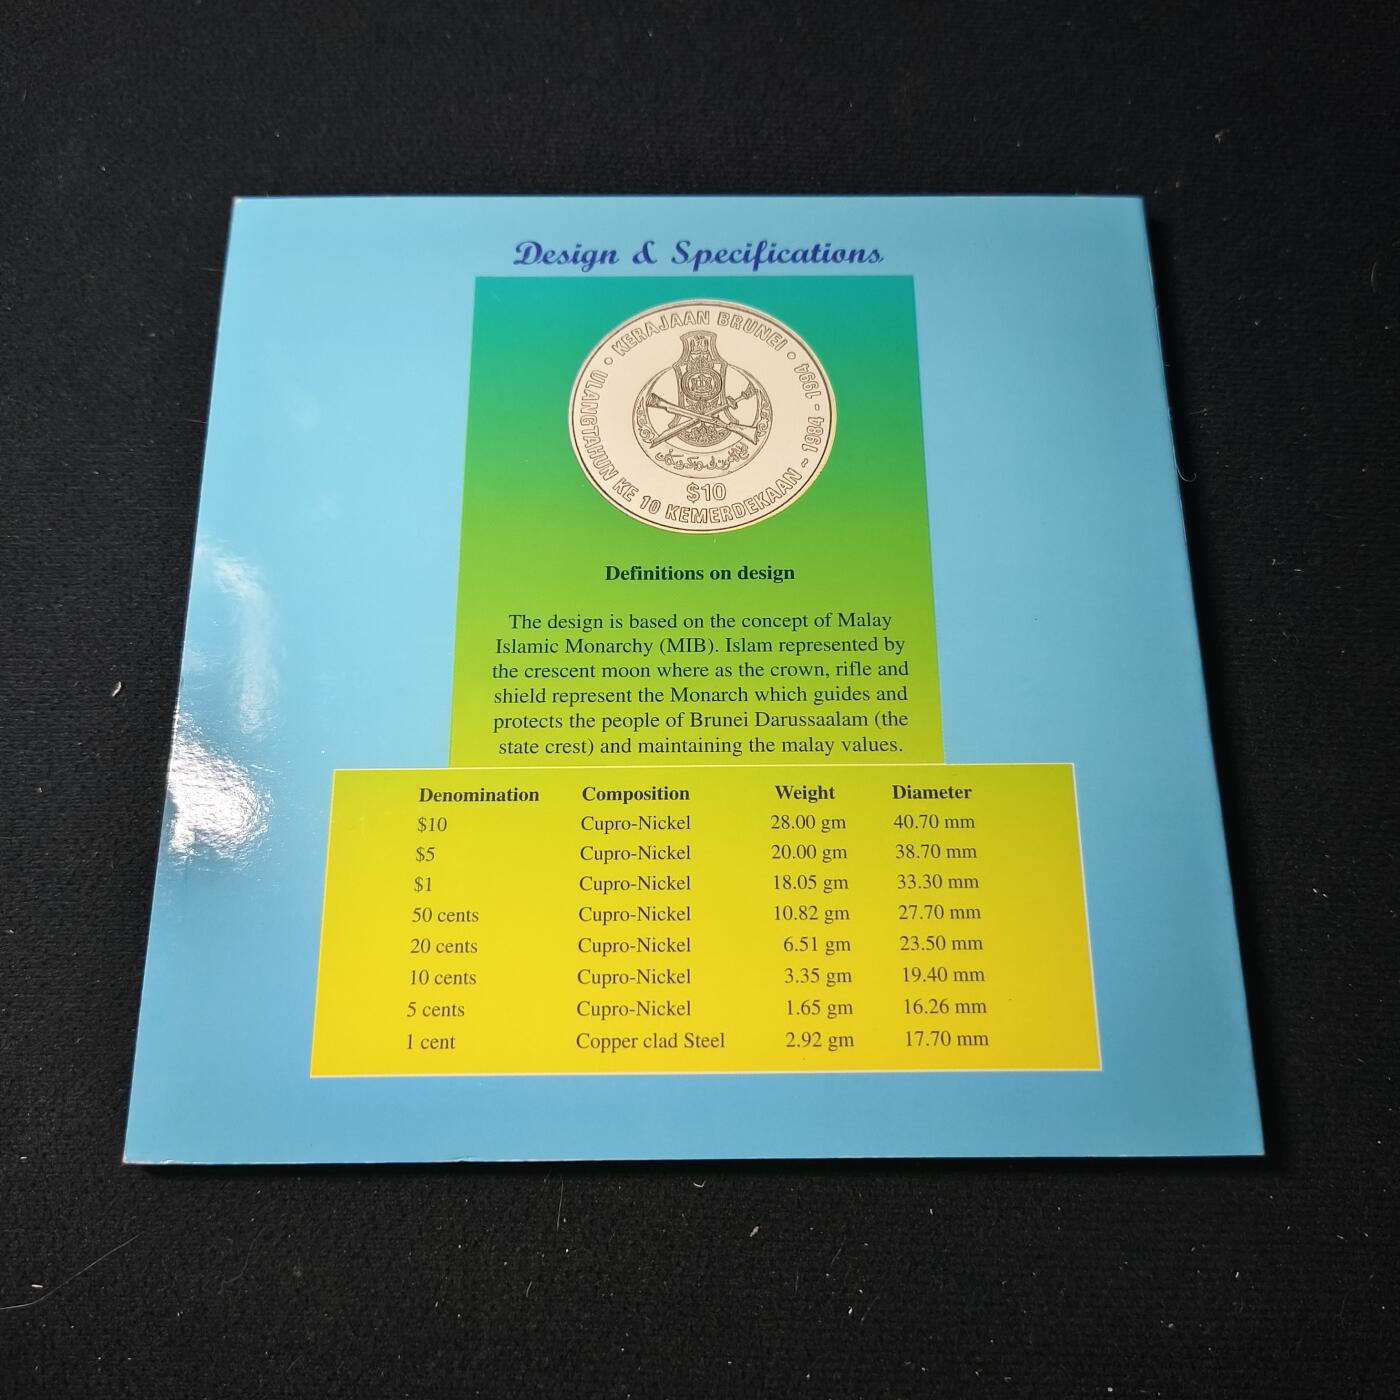 Design & Specifications
KERAJAAN BRUNEI
ULANGTAHUN KE 10 KEMERDEKAAN ~ 1984 - 1994
$10
Definitions on design
The design is based on the concept of Malay
Islamic Monarchy (MIB). Islam represented by
the crescent moon where as the crown, rifle and
shield represent the Monarch which guides and
protects the people of Brunei Darussaalam (the
state crest) and maintaining the malay values.
Denomination Composition Weight Diameter
$10 Cupro-Nickel 28.00 gm 40.70 mm
$5 Cupro-Nickel 20.00 gm 38.70 mm
$1 Cupro-Nickel 18.05 gm 33.30 mm
50 cents Cupro-Nickel 10.82 gm 27.70 mm
20 cents Cupro-Nickel 6.51 gm 23.50 mm
10 cents Cupro-Nickel 3.35 gm 19.40 mm
5 cents Cupro-Nickel 1.65 gm 16.26 mm
1 cent Copper clad Steel 2.92 gm 17.70 mm